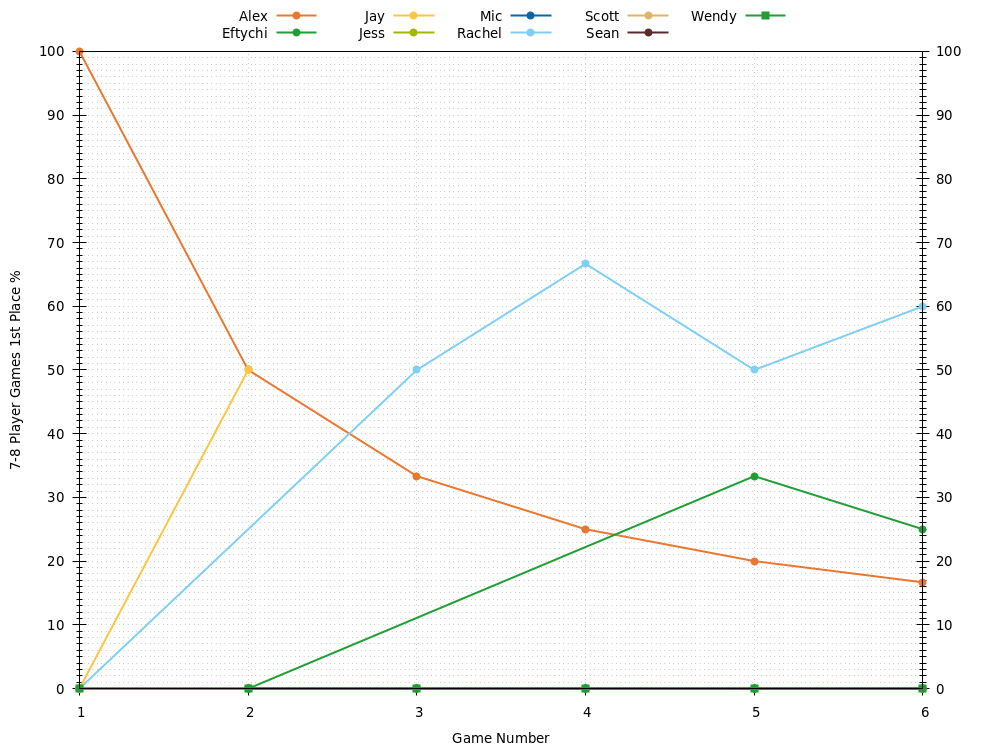 Alex Jay Mic Scott Wendy
Eftychi Jess Rachel Sean
100 100
90 90
80 80
70 70
60 60
50 50
40 40
30 30
20 20
10 10
0 0
7-8 Player Games 1st Place %
1 2 3 4 5 6
Game Number